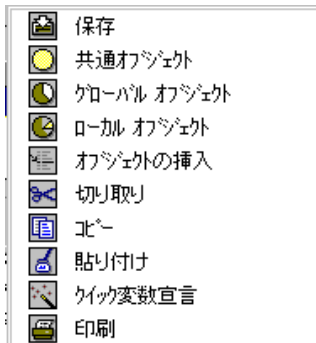 保存
共通ｵﾌﾞｼﾞｪｸﾄ
ｸﾞﾛｰﾊﾞﾙ ｵﾌﾞｼﾞｪｸﾄ
ﾛｰｶﾙ ｵﾌﾞｼﾞｪｸﾄ
ｵﾌﾞｼﾞｪｸﾄの挿入
切り取り
ｺﾋﾟｰ
貼り付け
ｸｲｯｸ変数宣言
印刷